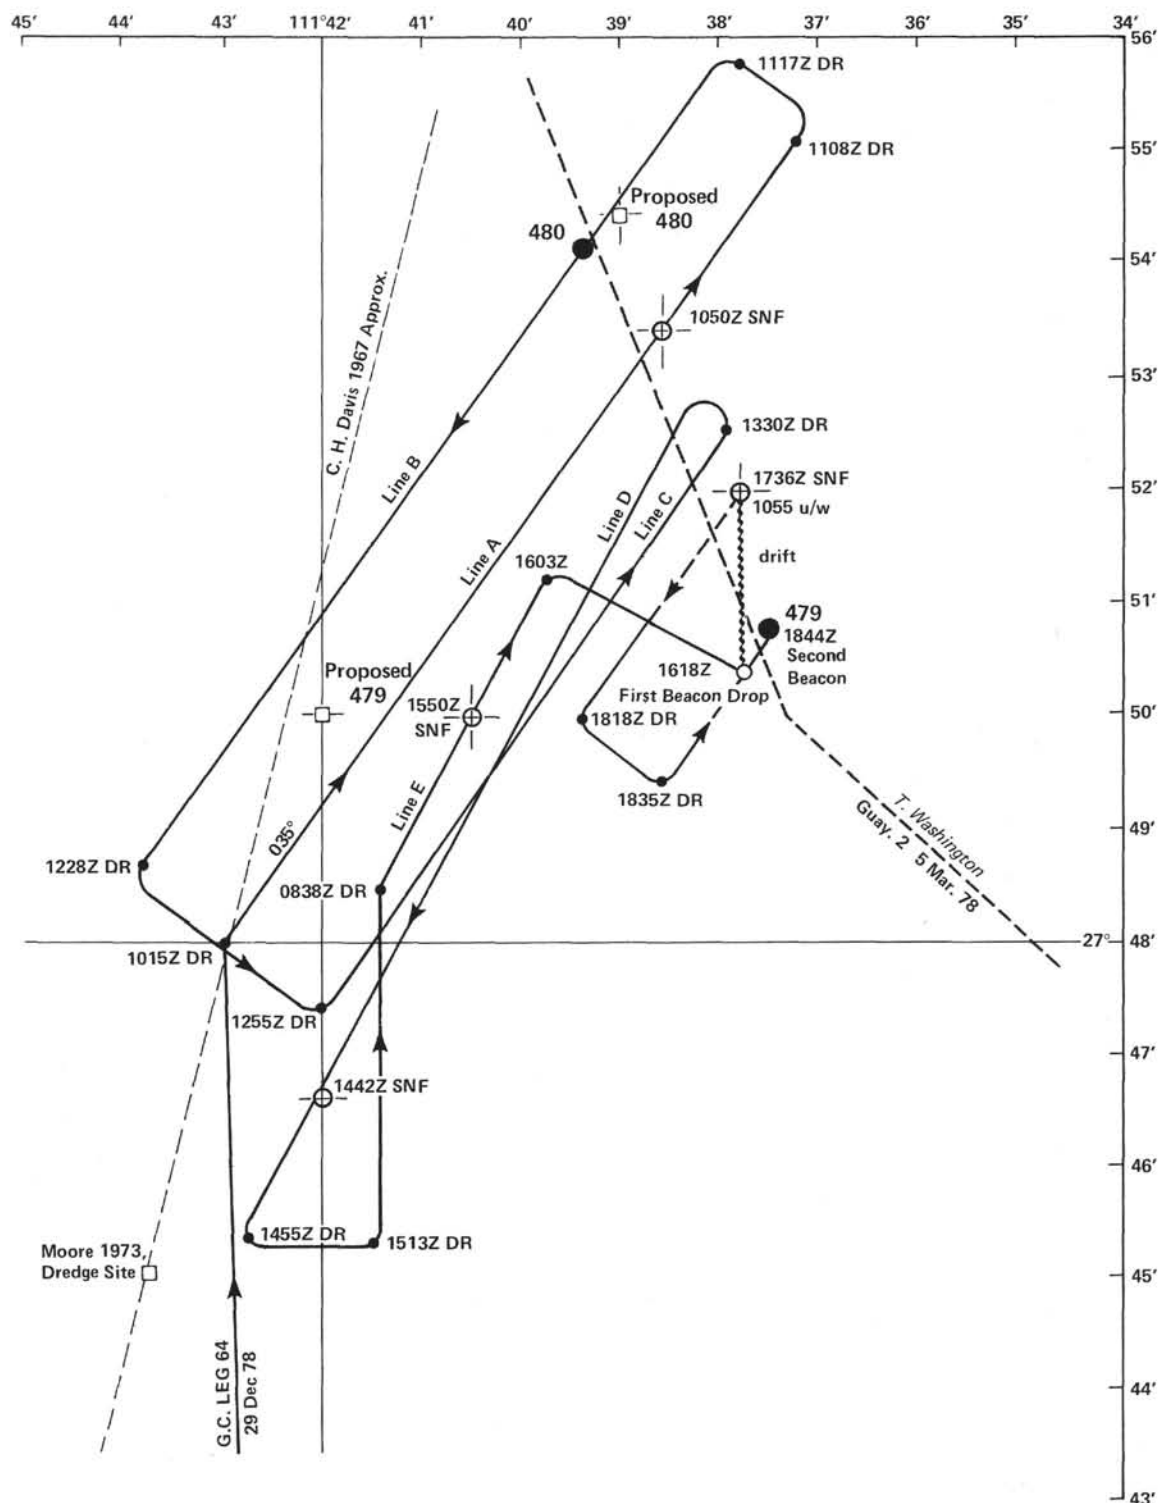 45' 44' 43' 111°42' 41' 40' 39' 38' 37' 36' 35' 34'
56'
1117Z DR
55'
1108Z DR
Proposed
480
480
54'
C. H. Davis 1967 Approx.
1050Z SNF
53'
1330Z DR
Line B
Line D
Line C
1736Z SNF
52'
1055 u/w
Line A
drift
1603Z
51'
479
1844Z
Second
Beacon
1618Z
First Beacon Drop
Proposed
479
1550Z
SNF
1818Z DR
50'
1835Z DR
Line E
T. Washington
Guay. 2 5 Mar. 78
035°
49'
1228Z DR
0838Z DR
27° 48'
1015Z DR
1255Z DR
47'
1442Z SNF
46'
1455Z DR
1513Z DR
Moore 1973,
Dredge Site
45'
G.C. LEG 64
29 Dec 78
44'
43'